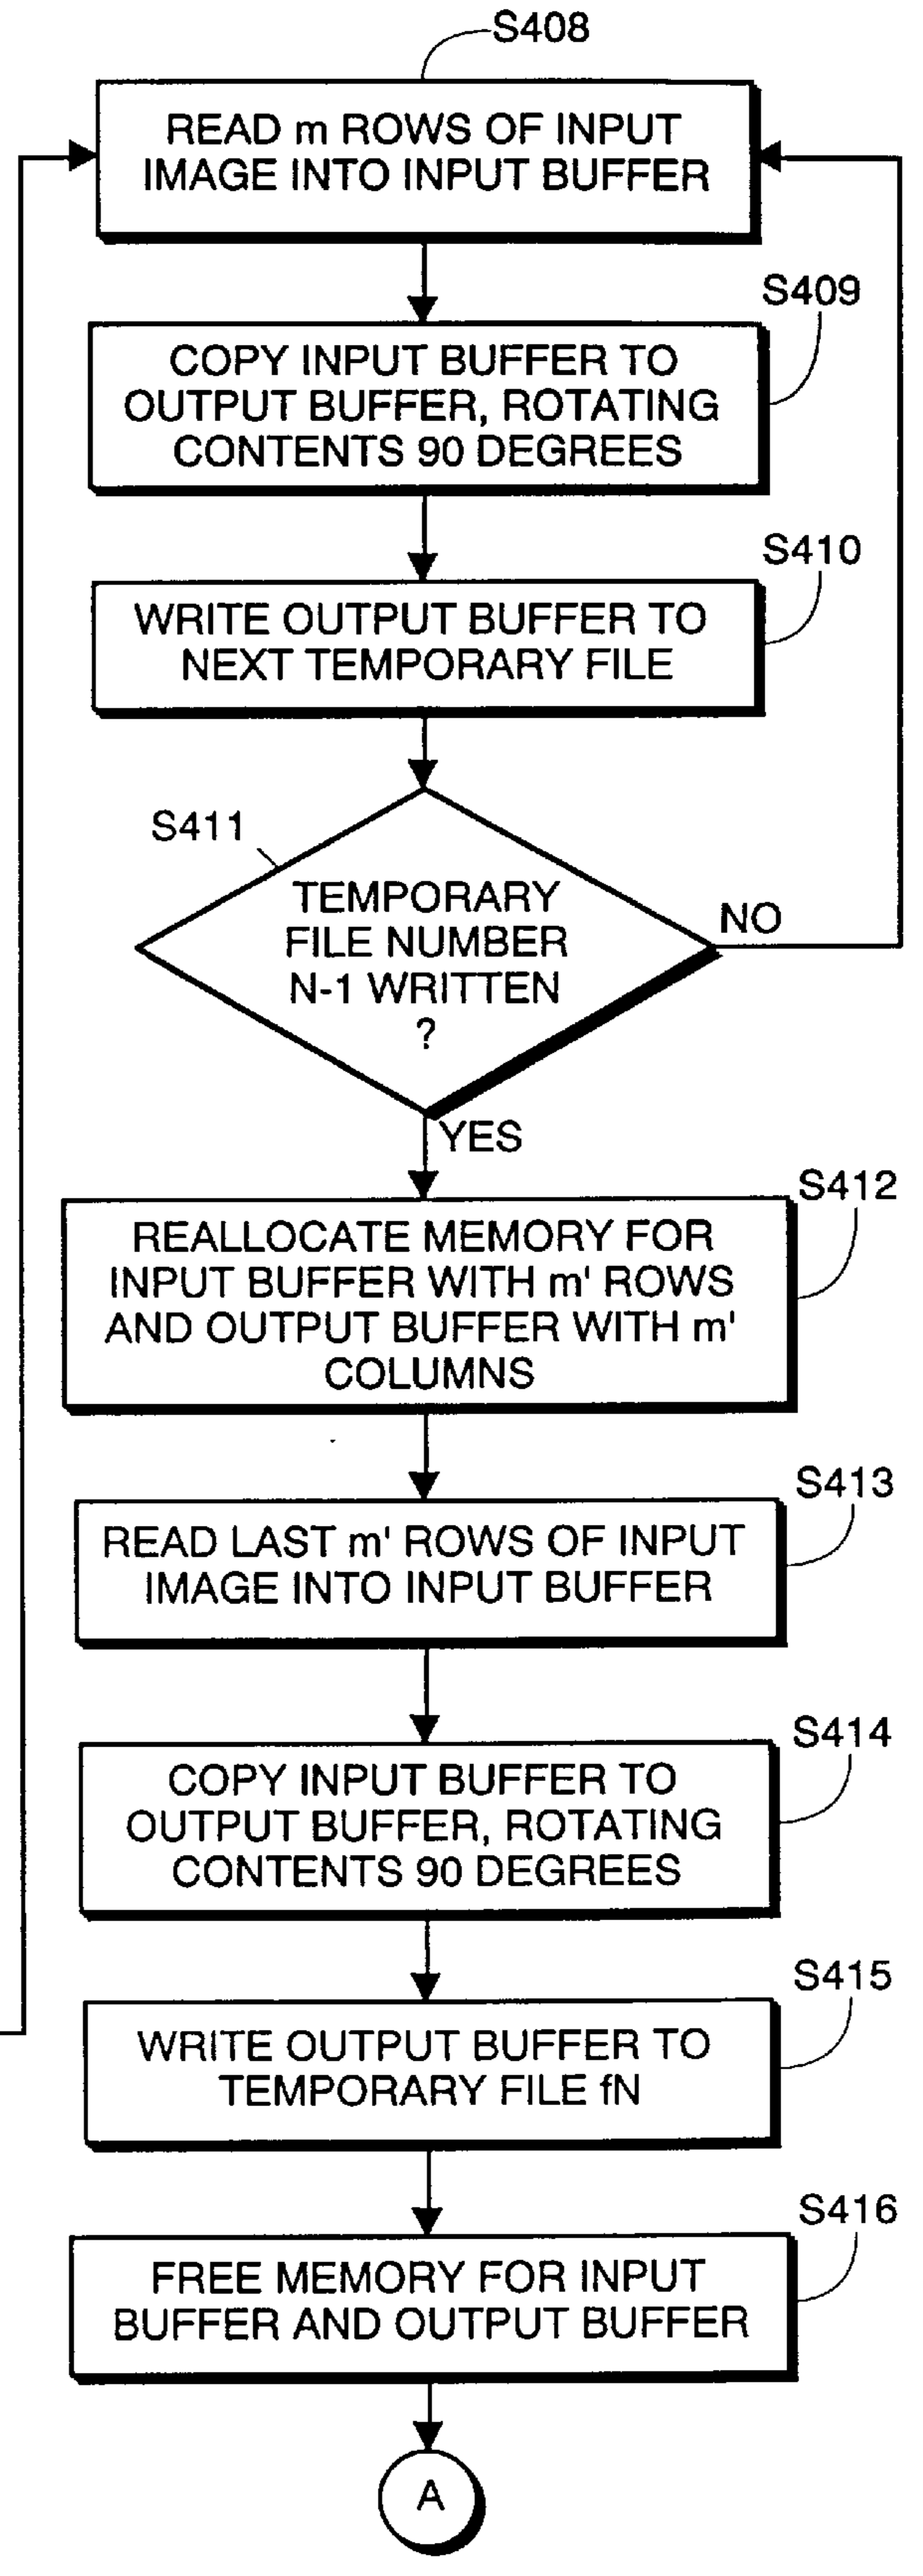 S408
READ m ROWS OF INPUT
IMAGE INTO INPUT BUFFER
S409
COPY INPUT BUFFER TO
OUTPUT BUFFER, ROTATING
CONTENTS 90 DEGREES
S410
WRITE OUTPUT BUFFER TO
NEXT TEMPORARY FILE
S411
TEMPORARY
FILE NUMBER
N-1 WRITTEN
?
NO
YES
S412
REALLOCATE MEMORY FOR
INPUT BUFFER WITH m' ROWS
AND OUTPUT BUFFER WITH m'
COLUMNS
S413
READ LAST m' ROWS OF INPUT
IMAGE INTO INPUT BUFFER
S414
COPY INPUT BUFFER TO
OUTPUT BUFFER, ROTATING
CONTENTS 90 DEGREES
S415
WRITE OUTPUT BUFFER TO
TEMPORARY FILE fN
S416
FREE MEMORY FOR INPUT
BUFFER AND OUTPUT BUFFER
A